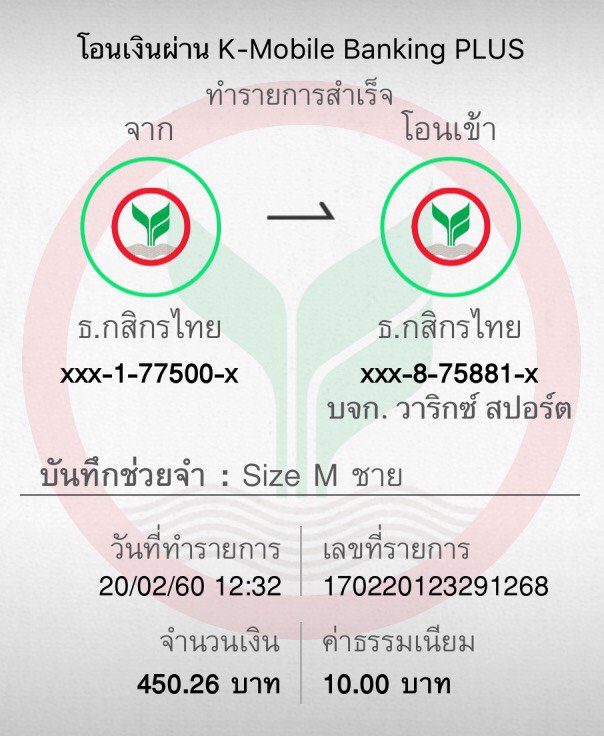 โอนเงินผ่าน K-Mobile Banking PLUS
ทำรายการสำเร็จ
จาก
โอนเข้า
ธ.กสิกรไทย
ธ.กสิกรไทย
xxx-1-77500-x
xxx-8-75881-x
บจก. วาริกซ์ สปอร์ต
บันทึกช่วยจำ : Size M ชาย
วันที่ทำรายการ
เลขที่รายการ
20/02/60 12:32
170220123291268
จำนวนเงิน
ค่าธรรมเนียม
450.26 บาท
10.00 บาท